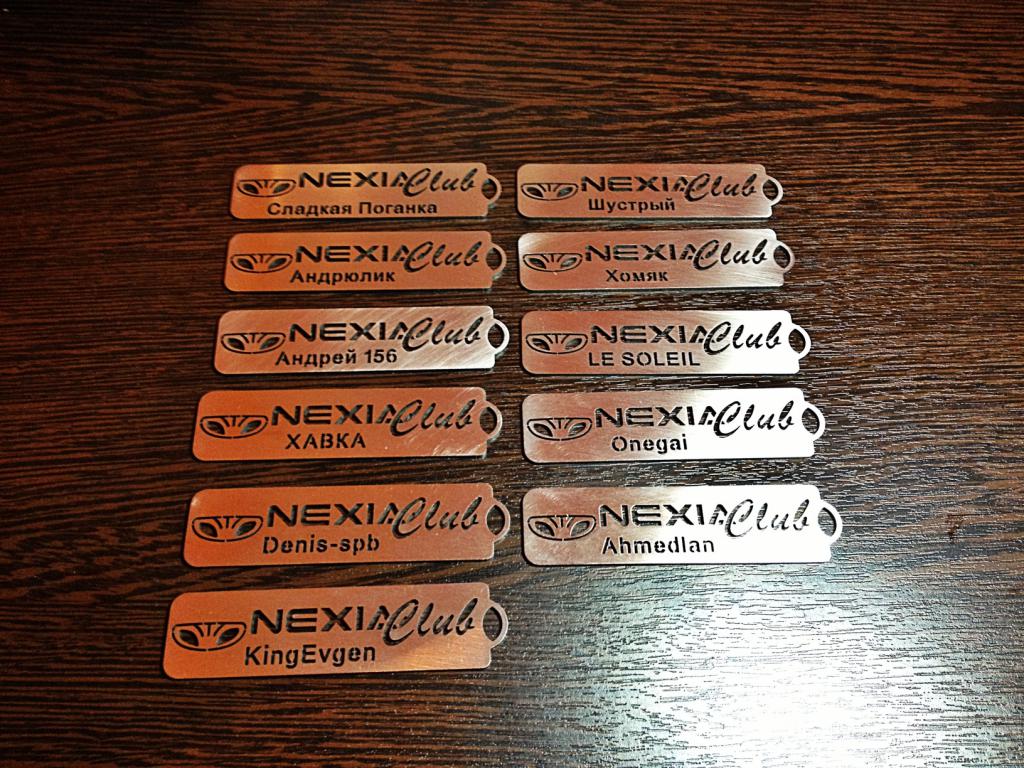 NEXIA Club
Сладкая Поганка
NEXIA Club
Шустрый
NEXIA Club
Андрюлик
NEXIA Club
Хомяк
NEXIA Club
Андрей 156
NEXIA Club
LE SOLEIL
NEXIA Club
ХАВКА
NEXIA Club
Onegai
NEXIA Club
Denis-spb
NEXIA Club
Ahmedlan
NEXIA Club
KingEvgen